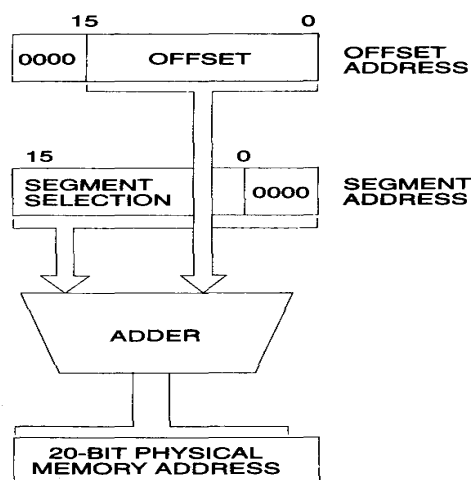 15 0
0000 OFFSET OFFSET
ADDRESS
15 0
SEGMENT
SELECTION 0000 SEGMENT
ADDRESS
ADDER
20-BIT PHYSICAL
MEMORY ADDRESS